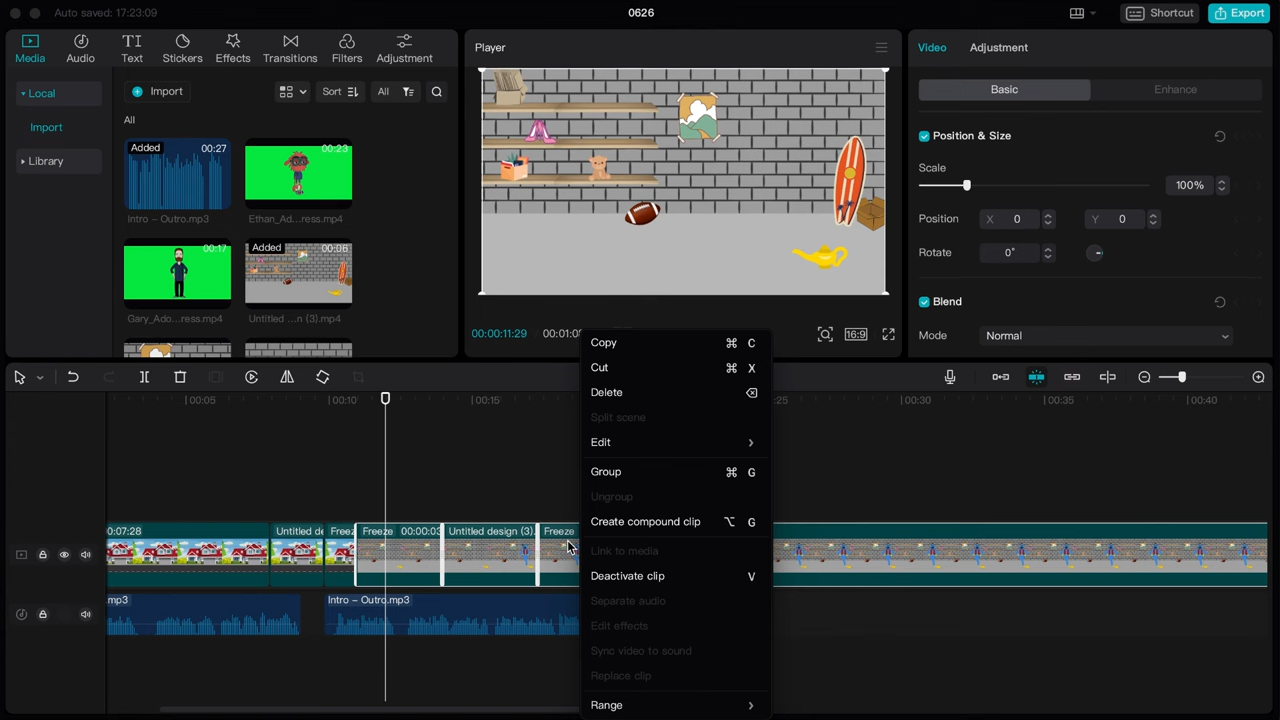 Auto saved: 17:23:09
0626
Shortcut
Export
Media
Audio
Text
Stickers
Effects
Transitions
Filters
Adjustment
Local
Import
Library
Import
Sort
All
All
Added
00:27
Intro – Outro.mp3
00:23
Ethan_Ad...ress.mp4
00:17
Gary_Ado...ress.mp4
Added
00:06
Untitled ...n (3).mp4
Player
00:00:11:29
Video
Adjustment
Basic
Enhance
Position & Size
Scale
100%
Position
X 0
Y 0
Rotate
0°
Blend
Mode
Normal
Copy ⌘ C
Cut ⌘ X
Delete
Split scene
Edit
Group ⌘ G
Ungroup
Create compound clip ⌥ G
Link to media
Deactivate clip V
Separate audio
Edit effects
Sync video to sound
Replace clip
Range
00:05
00:10
00:15
:25
00:30
00:35
00:40
0:07:28
Untitled de
Freez
Freeze 00:00:03
Untitled design (3).
Freeze
.mp3
Intro – Outro.mp3